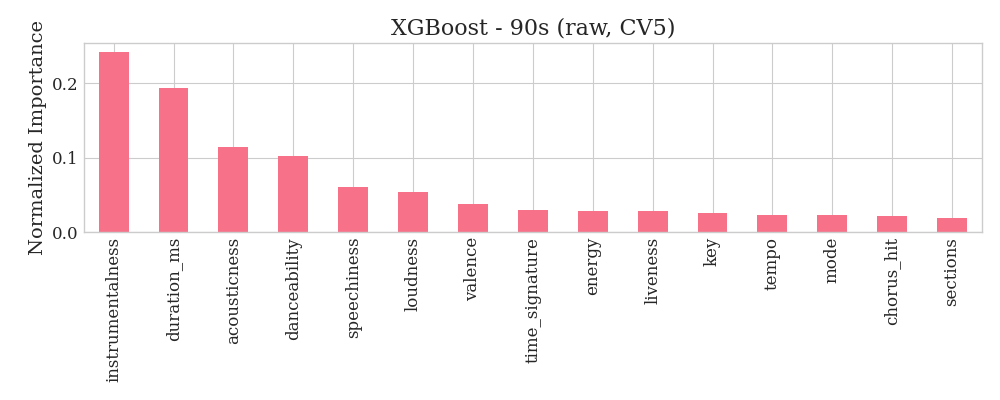 XGBoost - 90s (raw, CV5)
Normalized Importance
0.2
0.1
0.0
instrumentalness
duration_ms
acousticness
danceability
speechiness
loudness
valence
time_signature
energy
liveness
key
tempo
mode
chorus_hit
sections